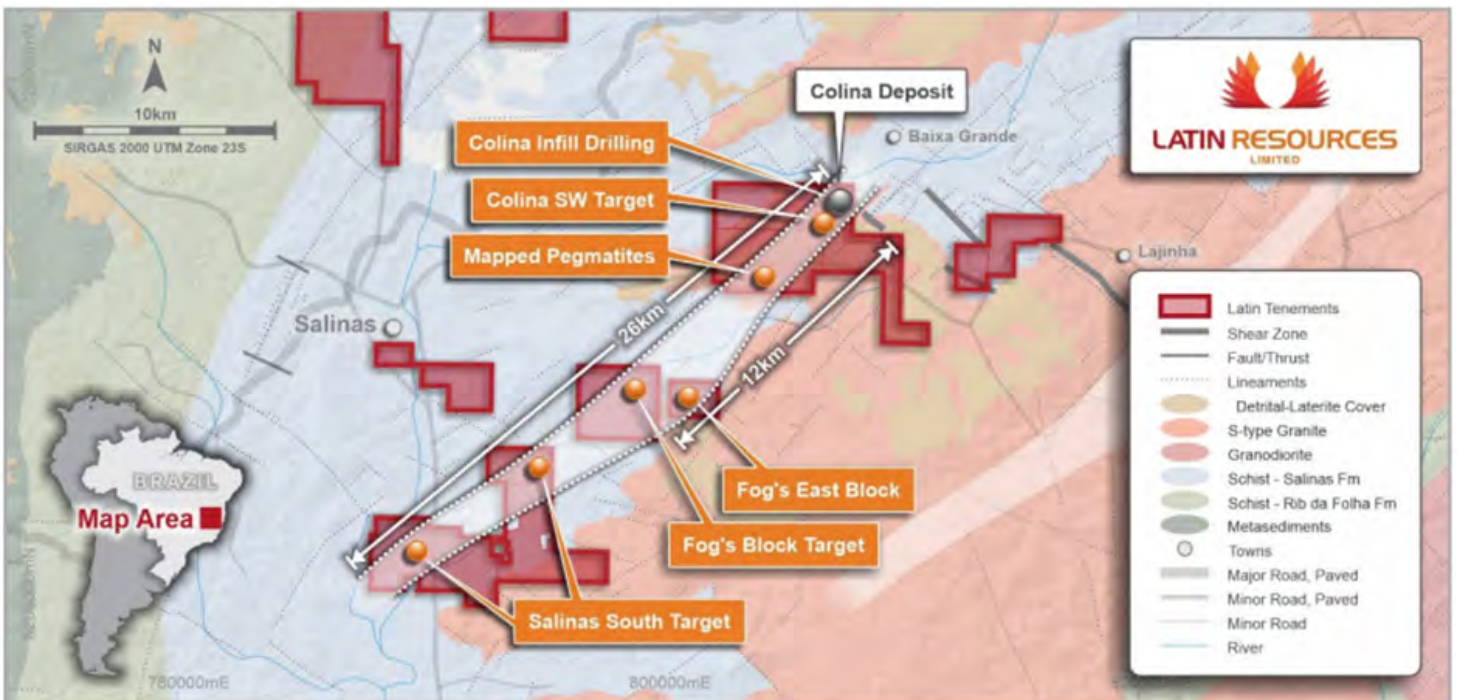 N
10km
SIRGAS 2000 UTM Zone 23S
Colina Deposit
LATIN RESOURCES
LIMITED
Colina Infill Drilling
Baixa Grande
Colina SW Target
Mapped Pegmatites
Lajinha
Salinas
26km
12km
Latin Tenements
Shear Zone
Fault/Thrust
Lineaments
Detrital-Laterite Cover
S-type Granite
Granodiorite
Schist - Salinas Fm
Schist - Rib da Folha Fm
Metasediments
Towns
Major Road, Paved
Minor Road, Paved
Minor Road
River
BRAZIL
Map Area
Fog's East Block
Fog's Block Target
Salinas South Target
780000mE
800000mE